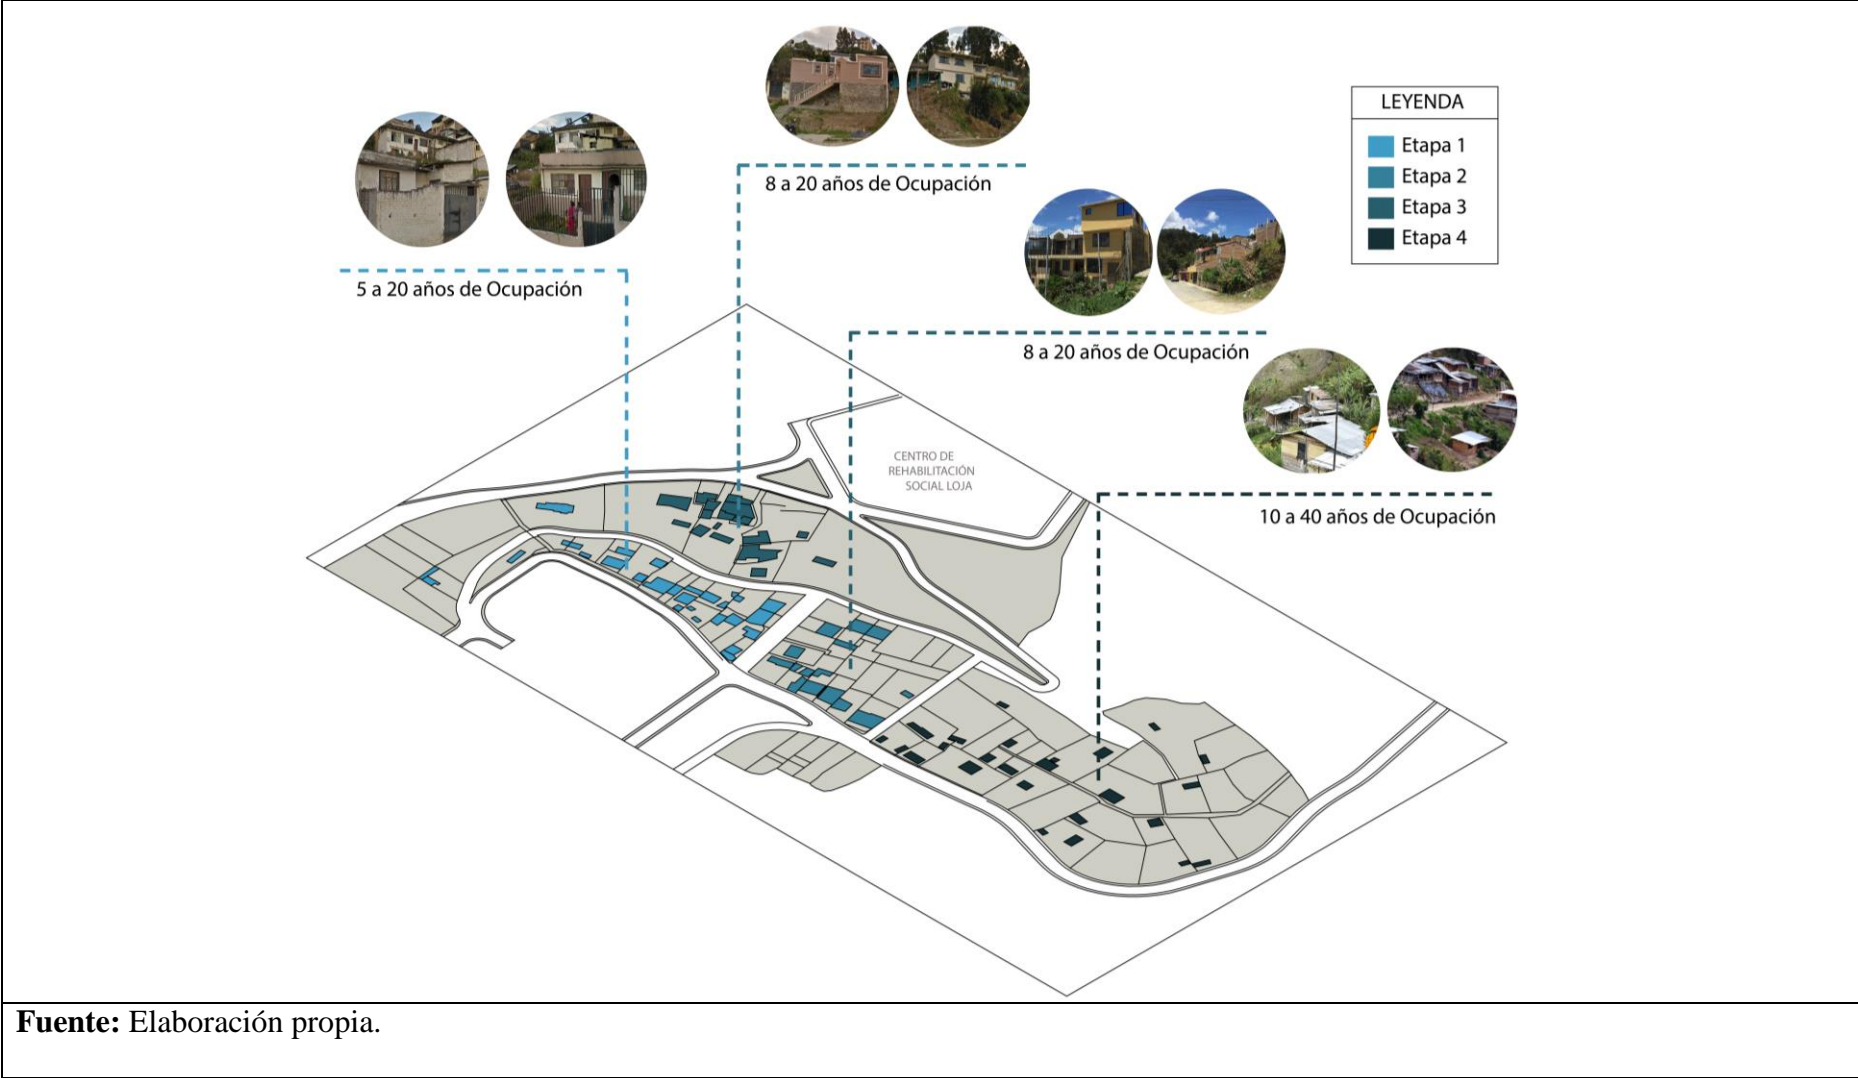 LEYENDA
Etapa 1
Etapa 2
Etapa 3
Etapa 4
8 a 20 años de Ocupación
5 a 20 años de Ocupación
8 a 20 años de Ocupación
10 a 40 años de Ocupación
CENTRO DE
REHABILITACIÓN
SOCIAL LOJA
Fuente: Elaboración propia.